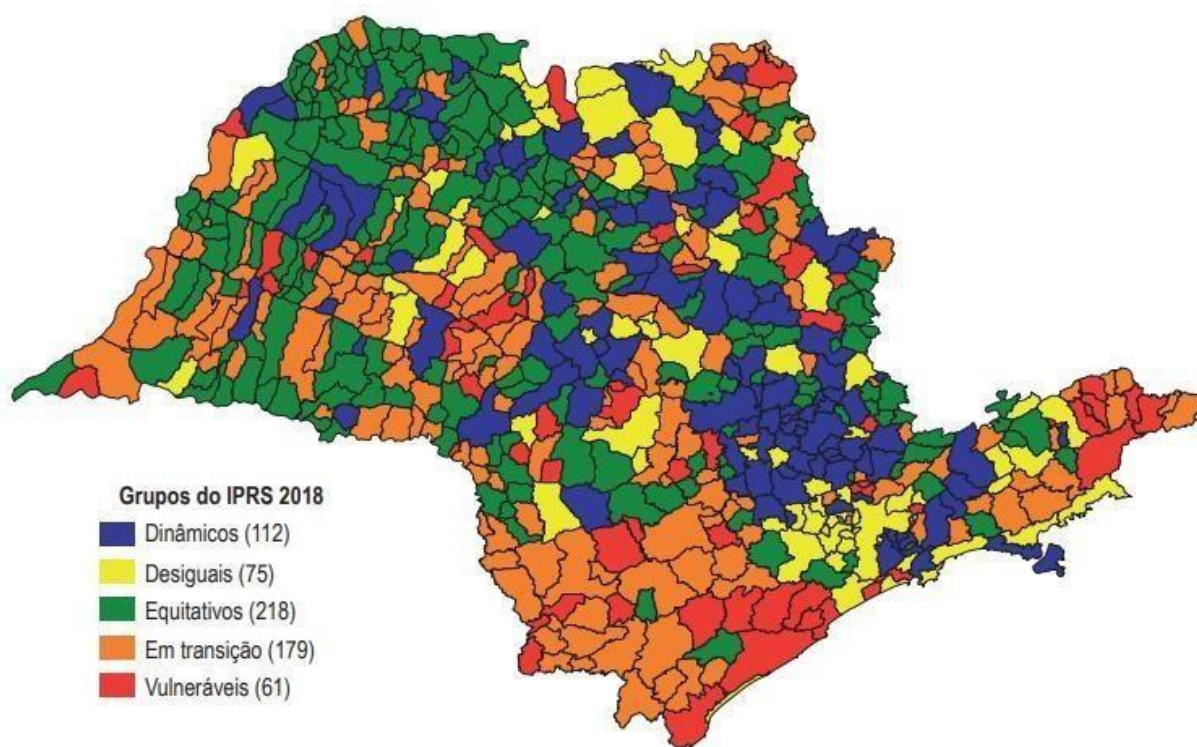 Grupos do IPRS 2018
Dinâmicos (112)
Desiguais (75)
Equitativos (218)
Em transição (179)
Vulneráveis (61)